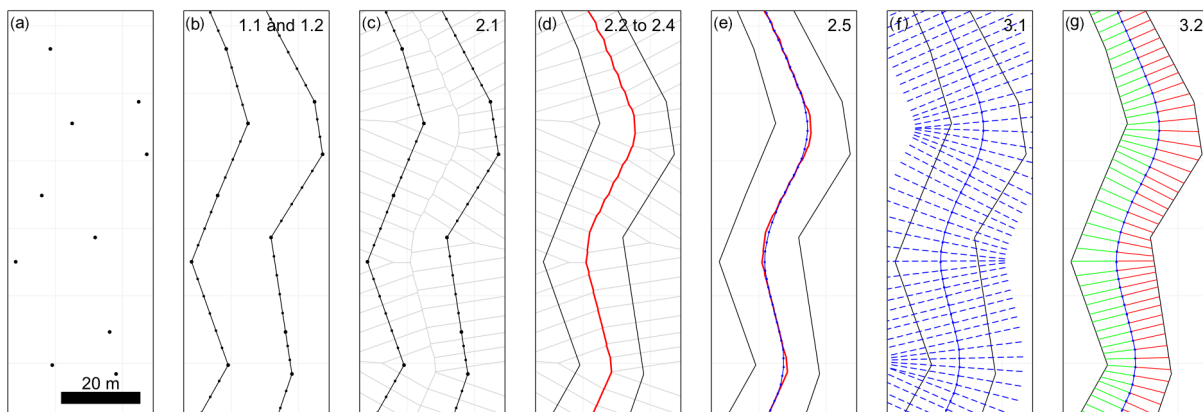 (a)
20 m
(b) 1.1 and 1.2
(c) 2.1
(d) 2.2 to 2.4
(e) 2.5
(f) 3.1
(g) 3.2